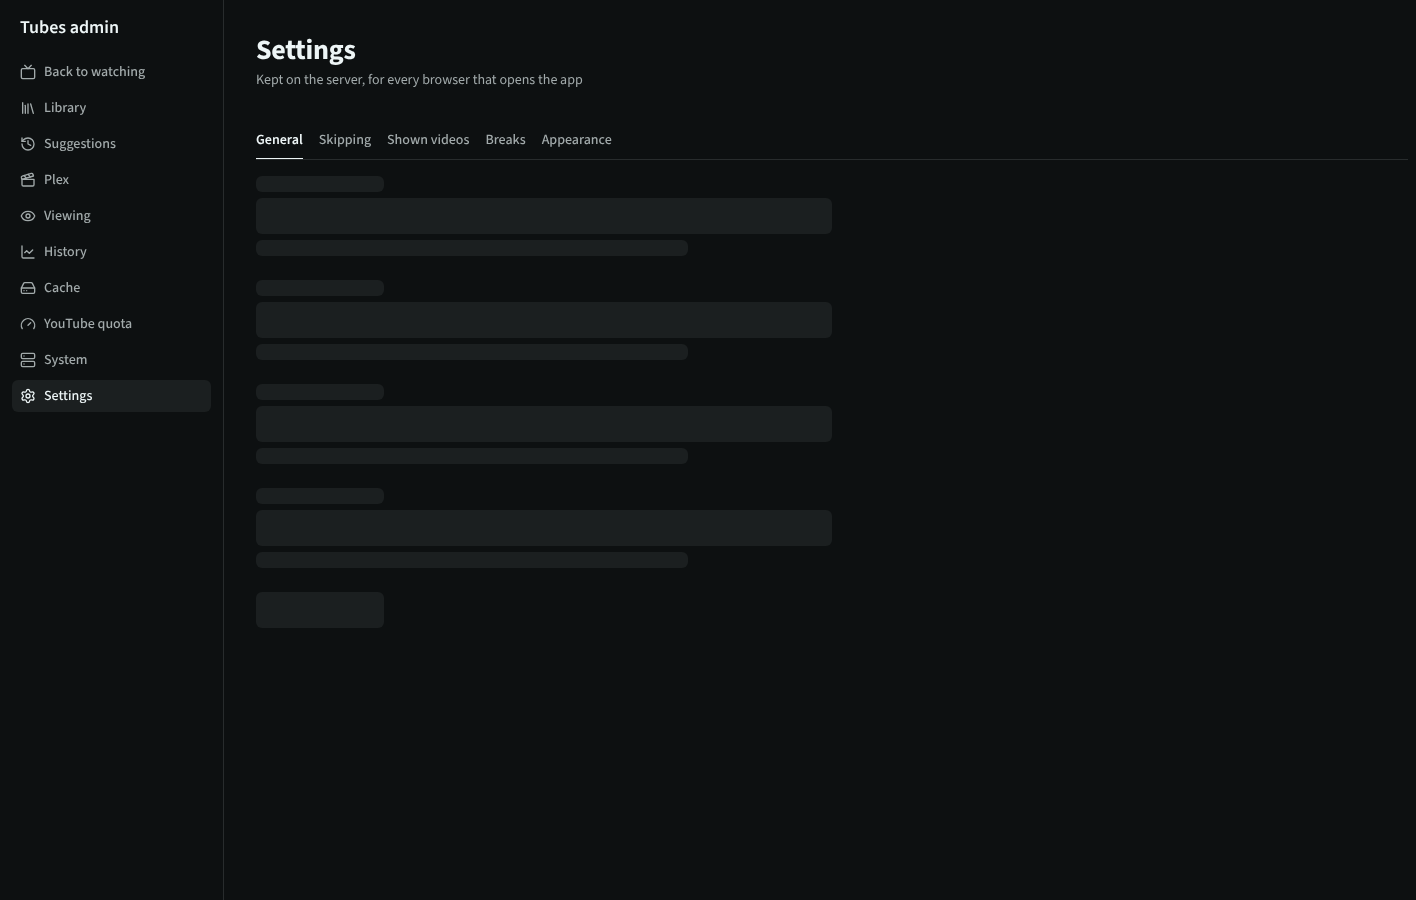 Tubes admin
Back to watching
Library
Suggestions
Plex
Viewing
History
Cache
YouTube quota
System
Settings
Settings
Kept on the server, for every browser that opens the app
General Skipping Shown videos Breaks Appearance